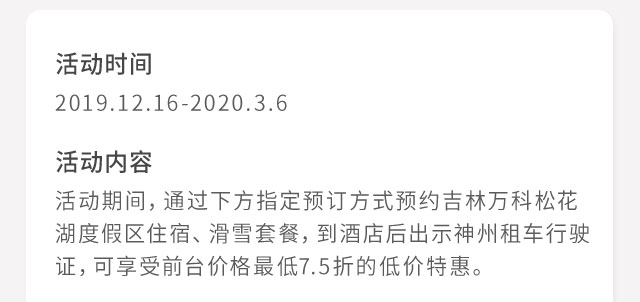 活动时间
2019.12.16-2020.3.6
活动内容
活动期间，通过下方指定预订方式预约吉林万科松花
湖度假区住宿、滑雪套餐，到酒店后出示神州租车行驶
证，可享受前台价格最低7.5折的低价特惠。